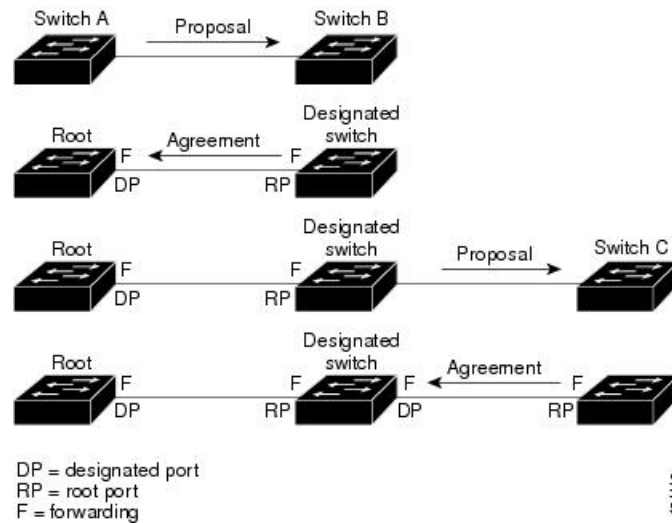 Switch A
Proposal
Switch B
Root
F
Agreement
F
Designated
switch
DP
RP
Root
F
F
Designated
switch
Proposal
Switch C
DP
RP
Root
F
F
Designated
switch
F
Agreement
F
DP
RP
DP
RP
DP = designated port
RP = root port
F = forwarding